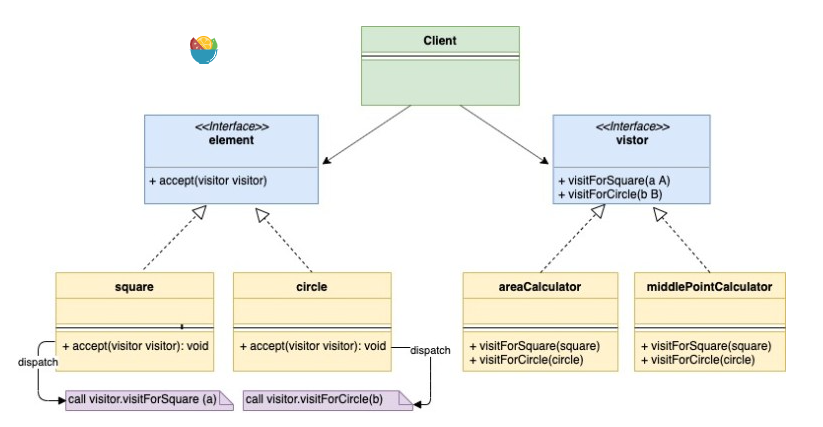 Client
<<Interface>>
element
+ accept(visitor visitor)
<<Interface>>
vistor
+ visitForSquare(a A)
+ visitForCircle(b B)
square
+ accept(visitor visitor): void
circle
+ accept(visitor visitor): void
areaCalculator
+ visitForSquare(square)
+ visitForCircle(circle)
middlePointCalculator
+ visitForSquare(square)
+ visitForCircle(circle)
dispatch
dispatch
call visitor.visitForSquare (a)
call visitor.visitForCircle(b)